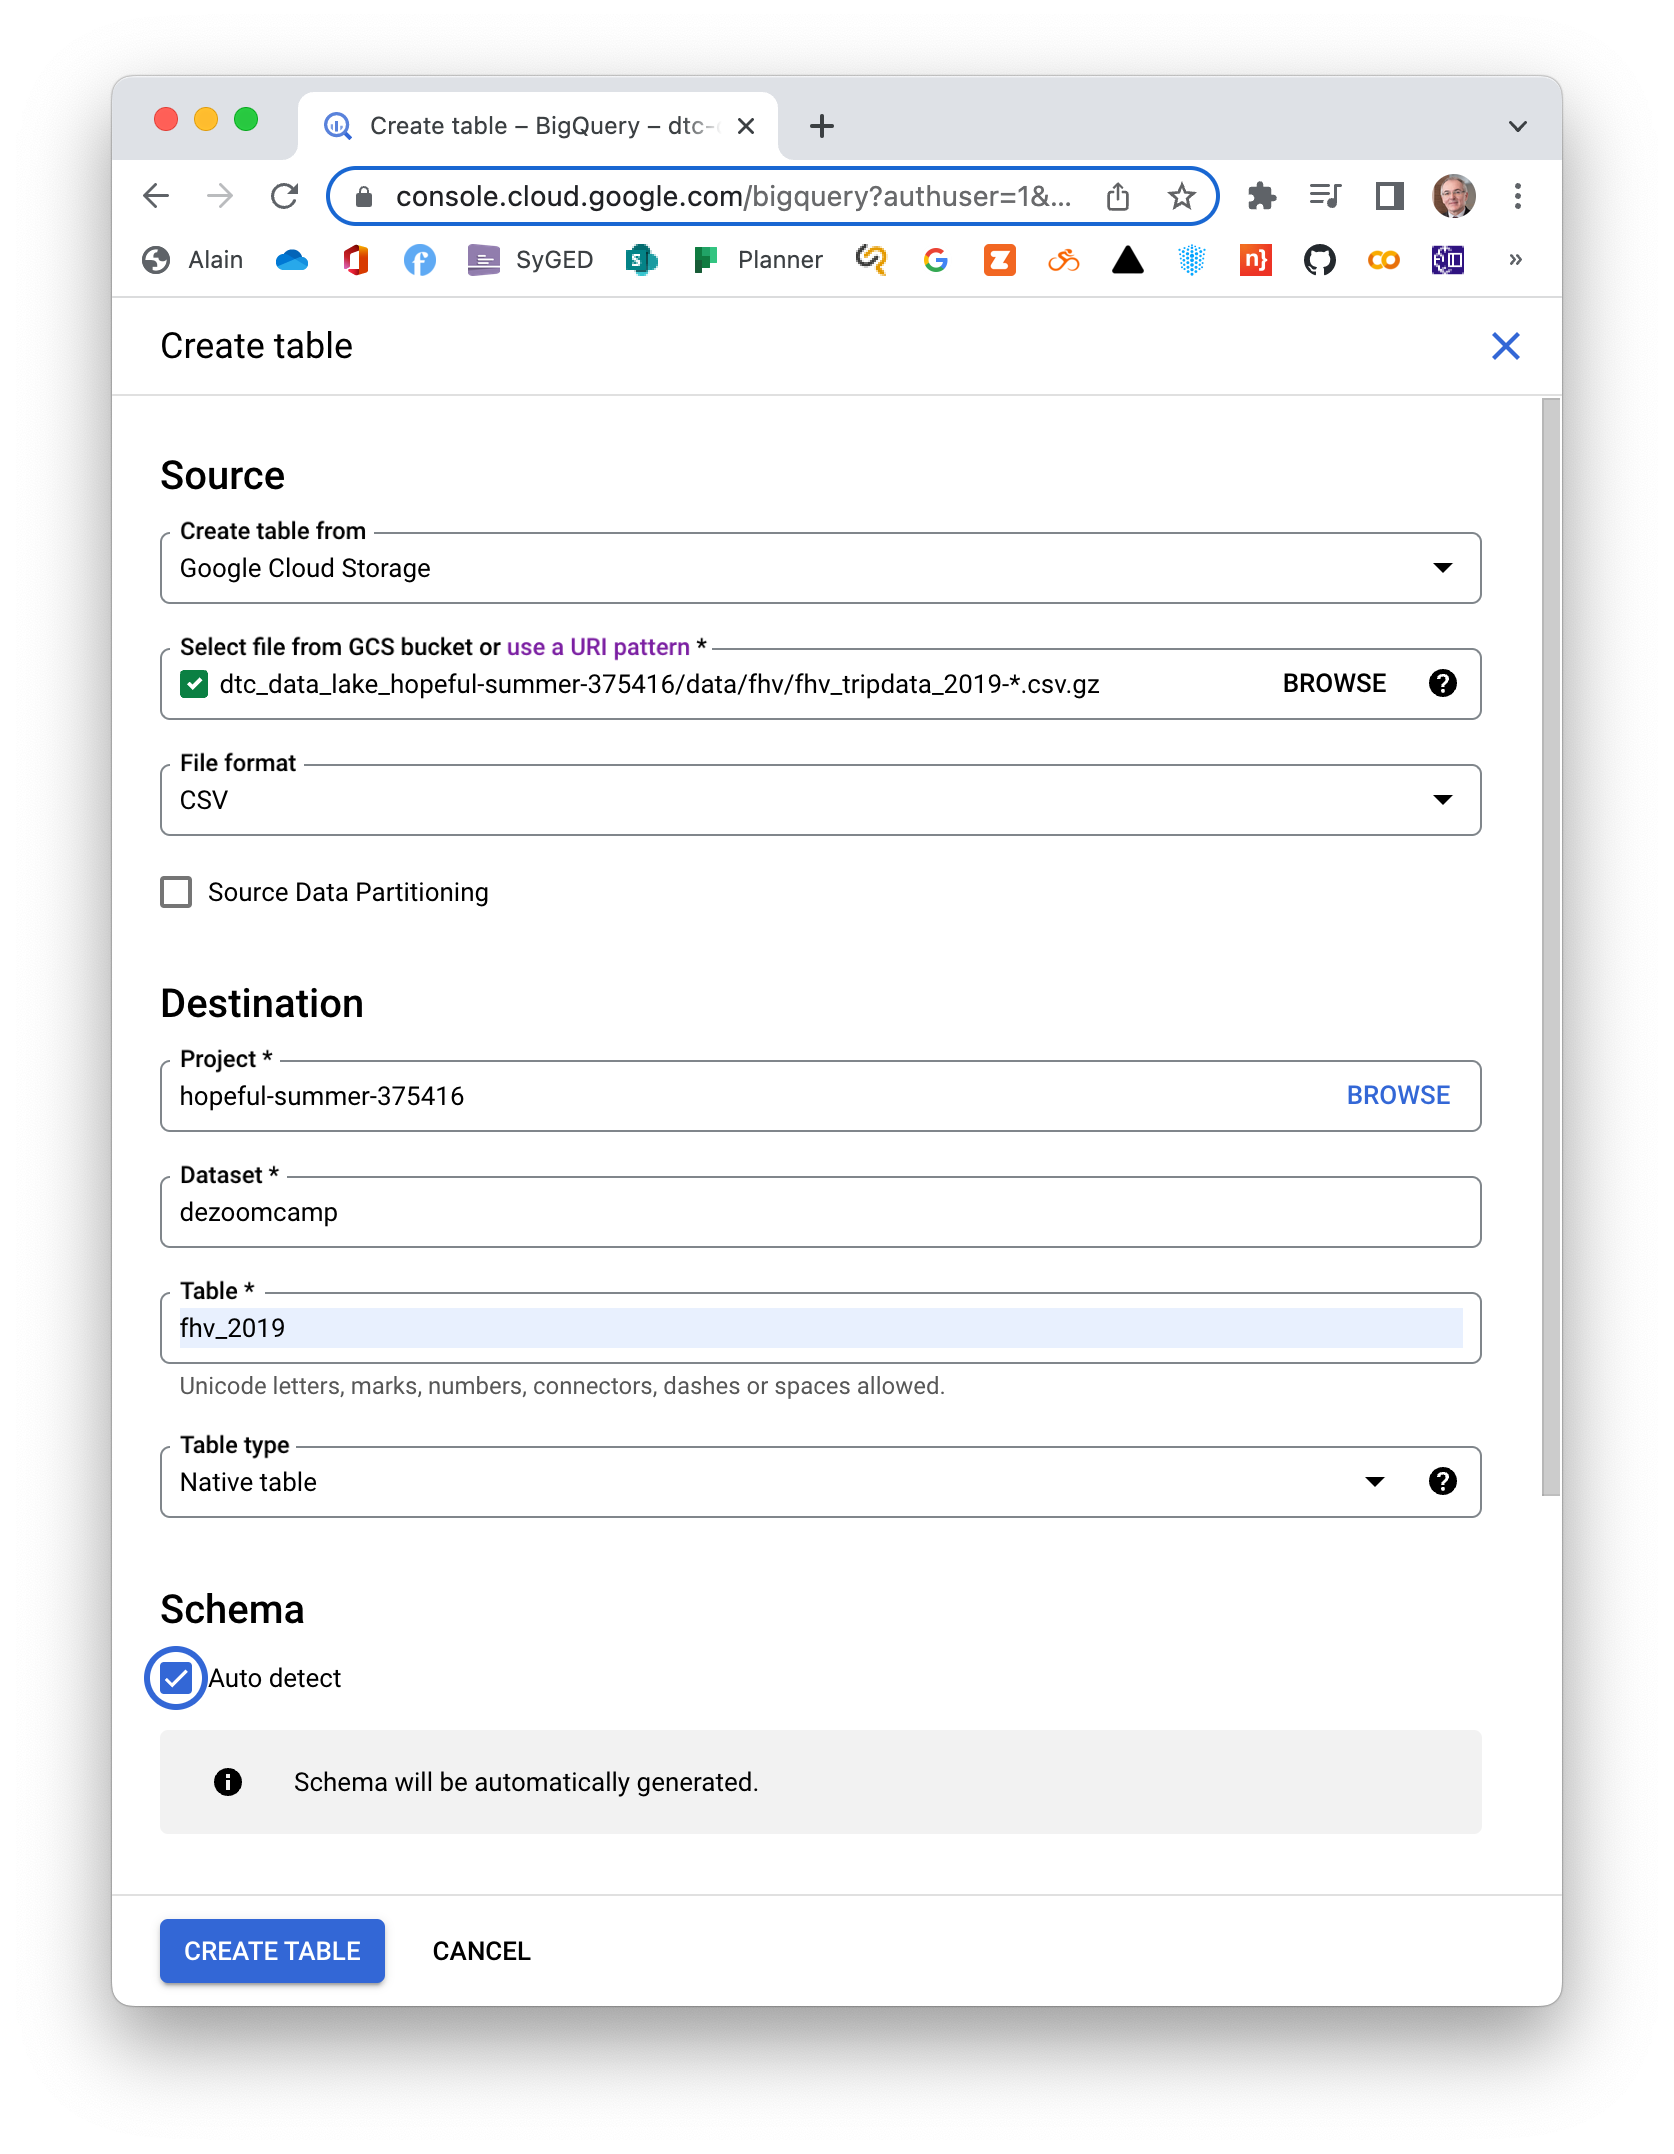 Create table – BigQuery – dtc-
console.cloud.google.com/bigquery?authuser=1&...
Alain SyGED Planner »
Create table
Source
Create table from
Google Cloud Storage
Select file from GCS bucket or use a URI pattern *
dtc_data_lake_hopeful-summer-375416/data/fhv/fhv_tripdata_2019-*.csv.gz BROWSE
File format
CSV
Source Data Partitioning
Destination
Project *
hopeful-summer-375416 BROWSE
Dataset *
dezoomcamp
Table *
fhv_2019
Unicode letters, marks, numbers, connectors, dashes or spaces allowed.
Table type
Native table
Schema
Auto detect
Schema will be automatically generated.
CREATE TABLE CANCEL